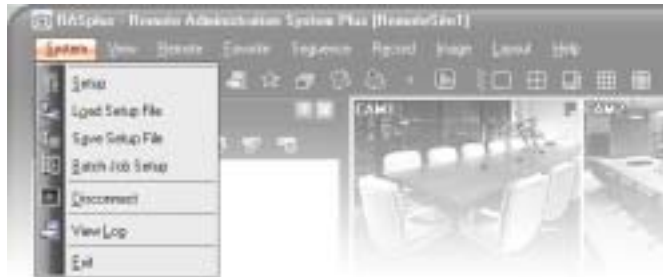 RASplus - Remote Administration System Plus [RemoteSite1]
System View Remote Favorite Sequence Record Image Layout Help
Setup
Load Setup File
Save Setup File
Batch Job Setup
Disconnect
View Log
Exit
CAM1